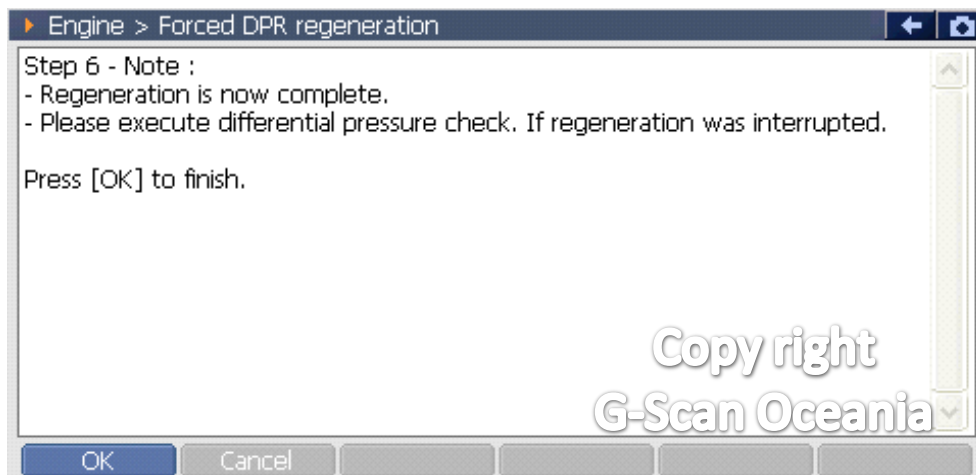 Engine > Forced DPR regeneration
Step 6 - Note :
- Regeneration is now complete.
- Please execute differential pressure check. If regeneration was interrupted.
Press [OK] to finish.
Copy right
G-Scan Oceania
OK Cancel